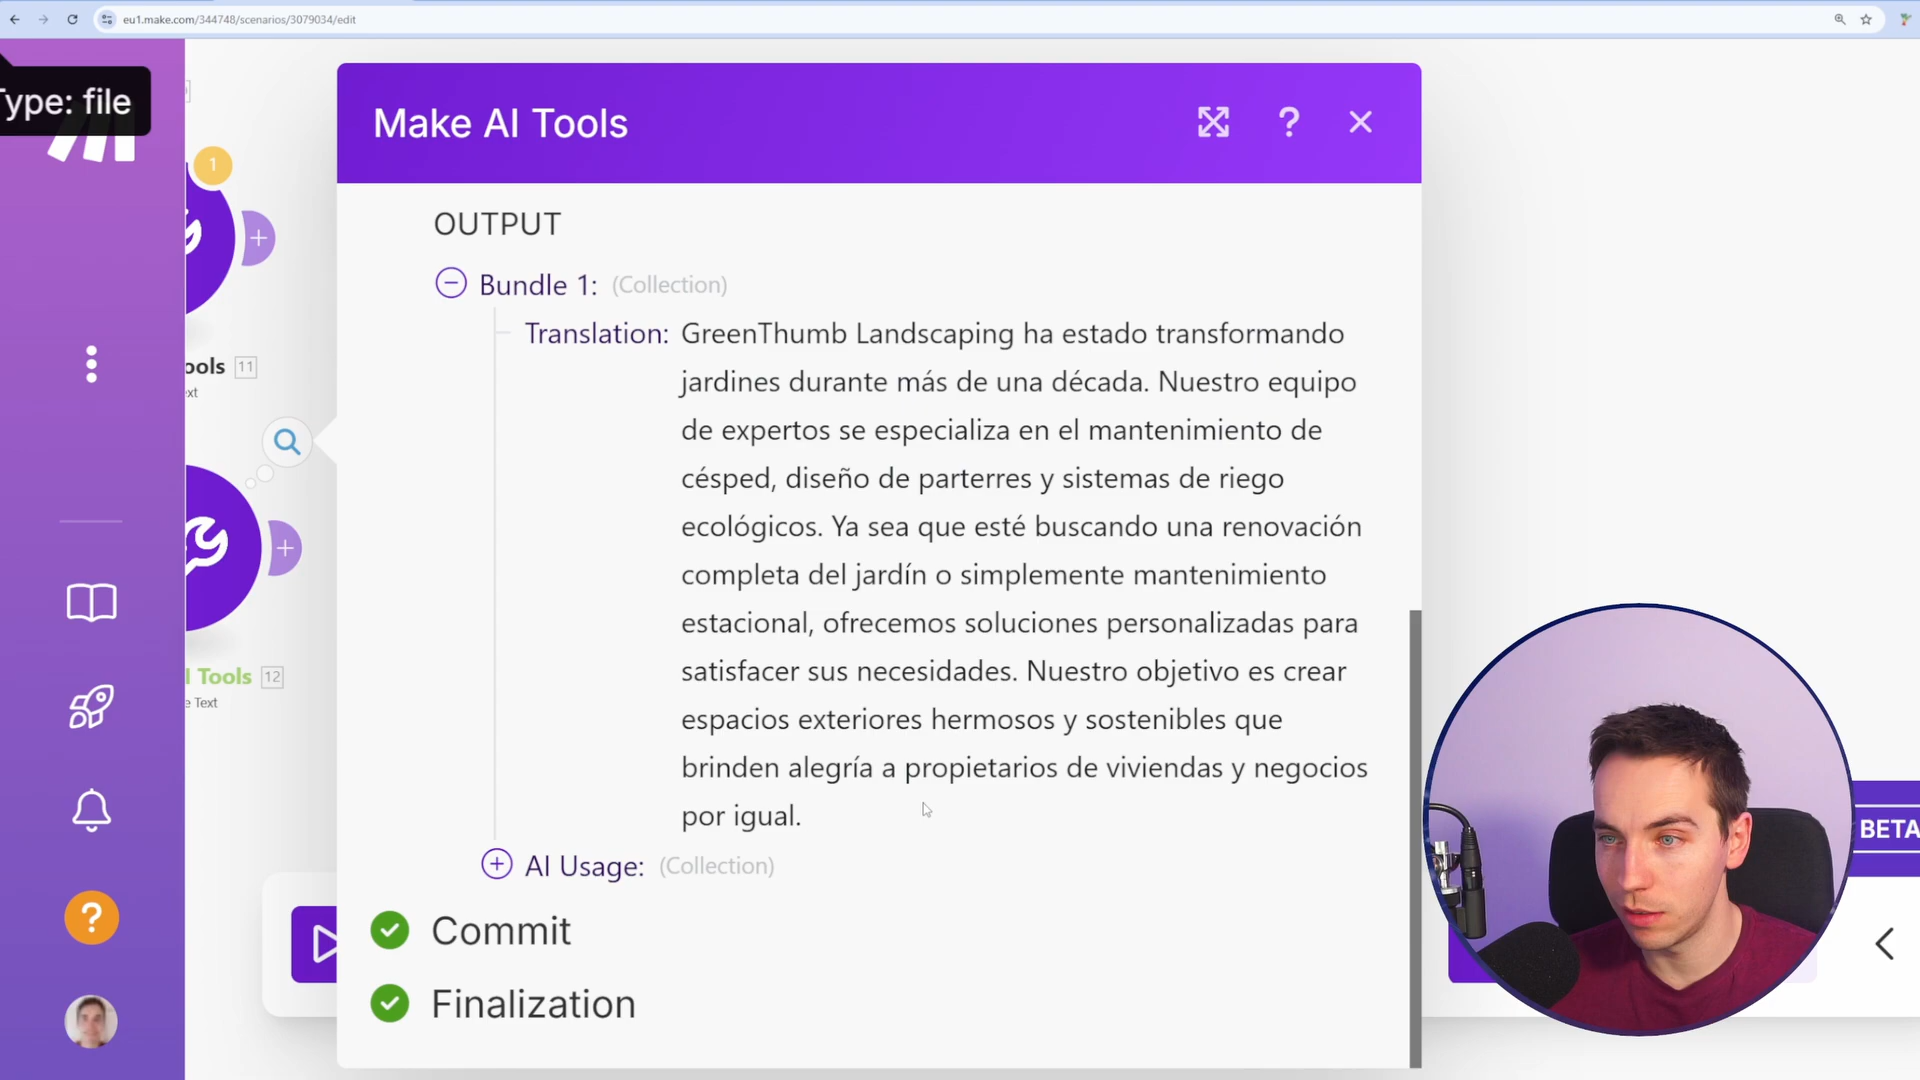 eu1.make.com/344748/scenarios/3079034/edit
Type: file
Make AI Tools
?
1
OUTPUT
Bundle 1: (Collection)
Translation: GreenThumb Landscaping ha estado transformando
jardines durante más de una década. Nuestro equipo
de expertos se especializa en el mantenimiento de
césped, diseño de parterres y sistemas de riego
ecológicos. Ya sea que esté buscando una renovación
completa del jardín o simplemente mantenimiento
estacional, ofrecemos soluciones personalizadas para
satisfacer sus necesidades. Nuestro objetivo es crear
espacios exteriores hermosos y sostenibles que
brinden alegría a propietarios de viviendas y negocios
por igual.
AI Usage: (Collection)
Commit
Finalization
ools 11
xt
I Tools 12
e Text
?
BETA